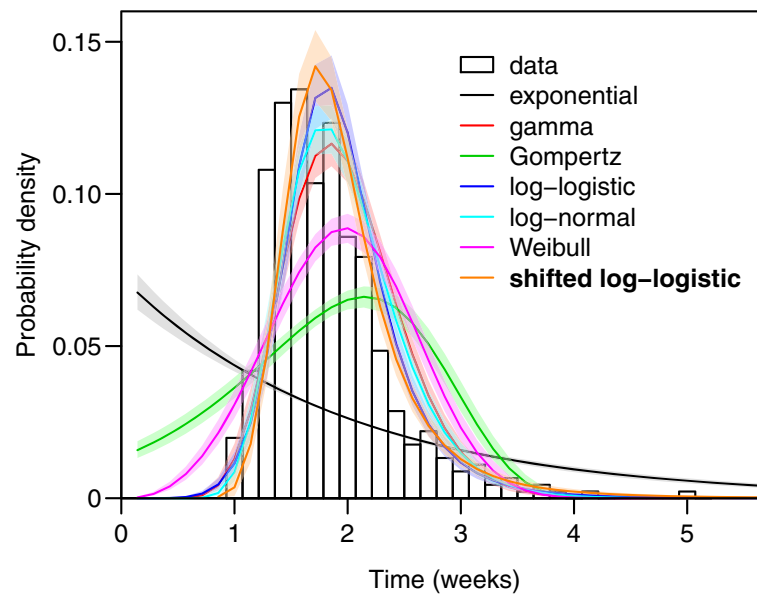 0.15
0.10
0.05
0
Probability density
data
exponential
gamma
Gompertz
log−logistic
log−normal
Weibull
shifted log−logistic
0 1 2 3 4 5
Time (weeks)